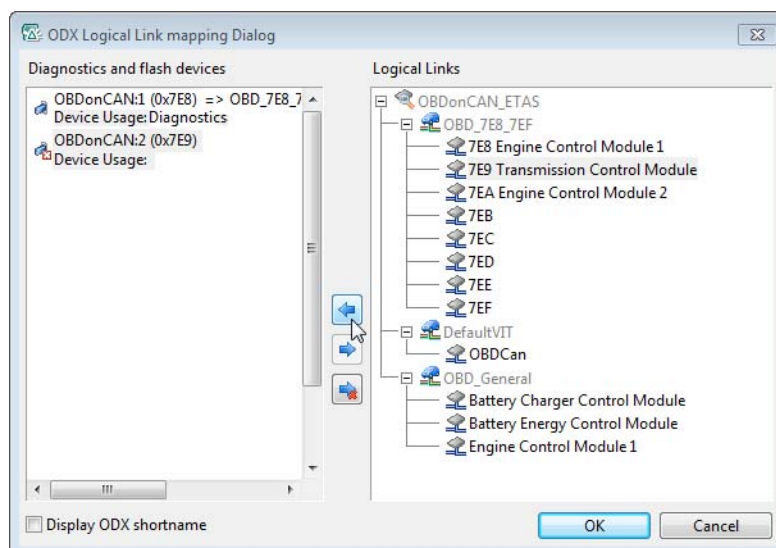 ODX Logical Link mapping Dialog
Diagnostics and flash devices
OBDonCAN:1 (0x7E8) => OBD_7E8_7
Device Usage:Diagnostics
OBDonCAN:2 (0x7E9)
Device Usage:
Display ODX shortname
Logical Links
OBDonCAN_ETAS
OBD_7E8_7EF
7E8 Engine Control Module 1
7E9 Transmission Control Module
7EA Engine Control Module 2
7EB
7EC
7ED
7EE
7EF
DefaultVIT
OBDCan
OBD_General
Battery Charger Control Module
Battery Energy Control Module
Engine Control Module 1
OK
Cancel